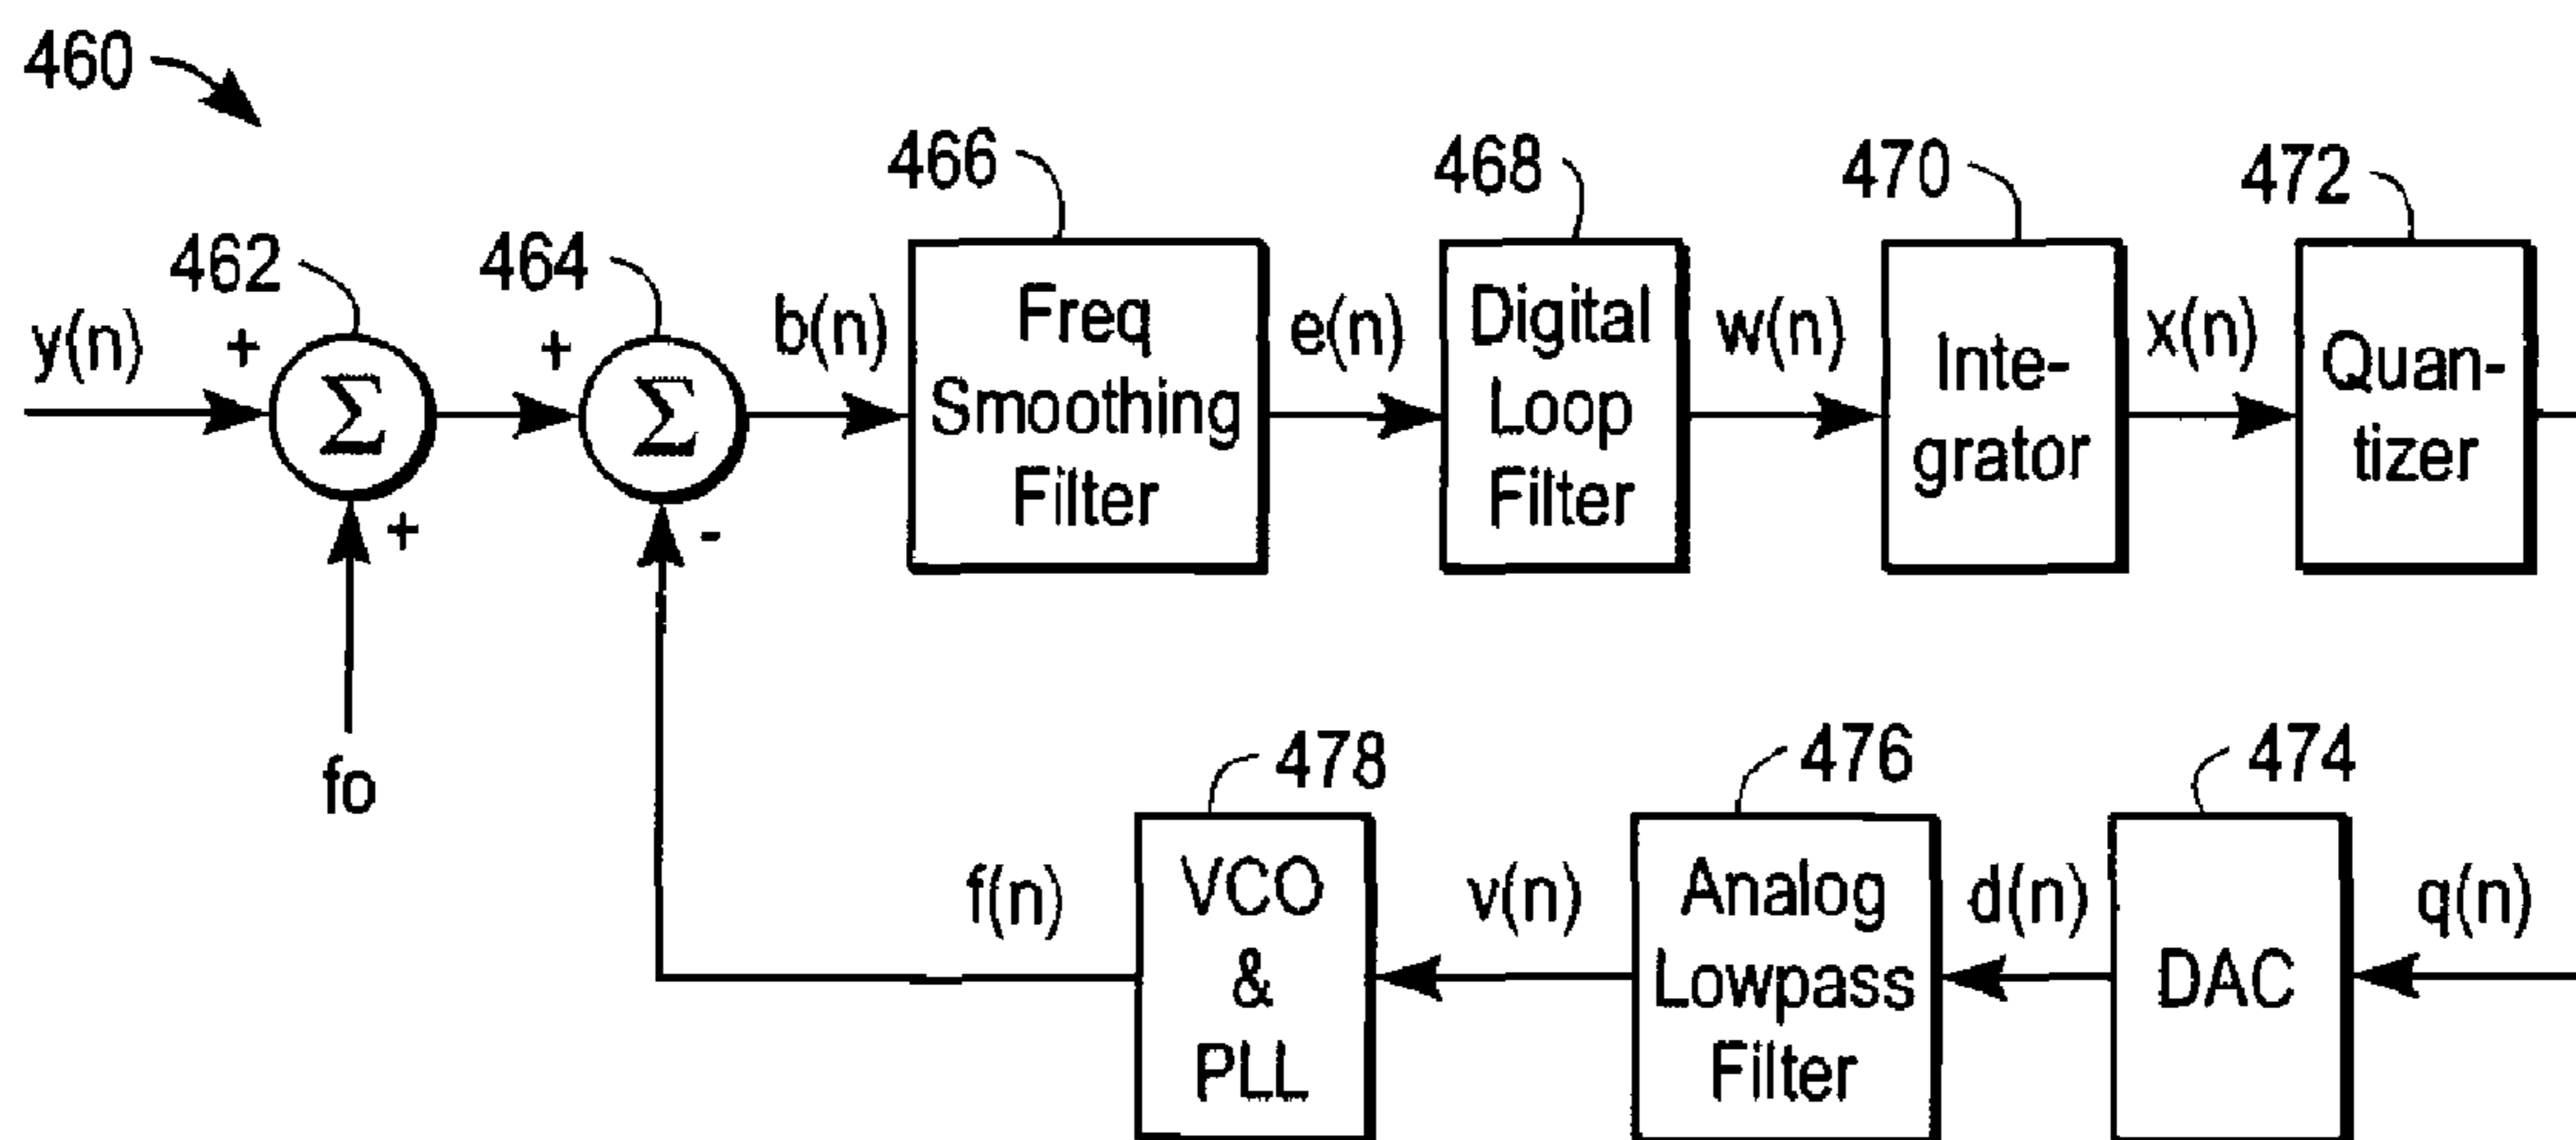 460
466
468
470
472
462
464
y(n)
+
+
b(n)
e(n)
w(n)
x(n)
Σ
Σ
Freq
Smoothing
Filter
Digital
Loop
Filter
Inte-
grator
Quan-
tizer
+
-
fo
478
476
474
f(n)
v(n)
d(n)
q(n)
VCO
&
PLL
Analog
Lowpass
Filter
DAC